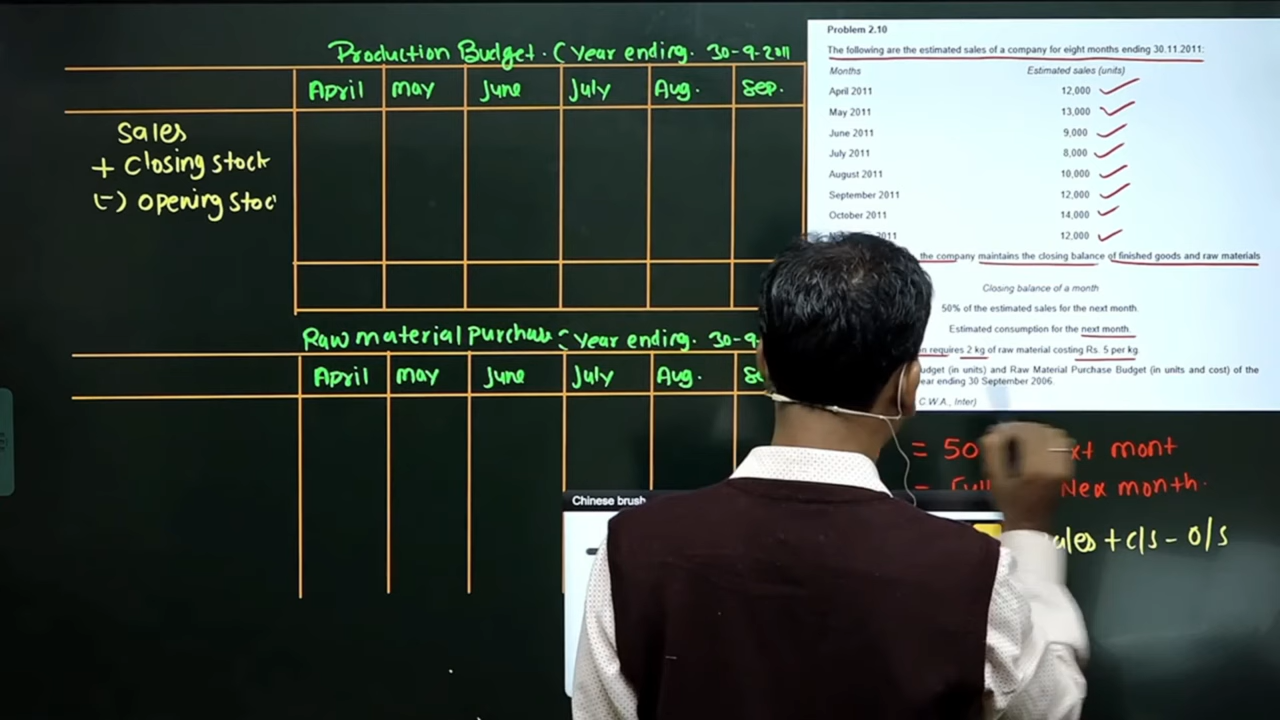 Production Budget. (Year ending. 30-9-2011
April May June July Aug. Sep.
Sales
+ Closing stock
(-) opening stoc
Raw material purchase: Year ending. 30-9-
April May June July Aug.
Problem 2.10
The following are the estimated sales of a company for eight months ending 30.11.2011:
Months Estimated sales (units)
April 2011 12,000
May 2011 13,000
June 2011 9,000
July 2011 8,000
August 2011 10,000
September 2011 12,000
October 2011 14,000
2011 12,000
the company maintains the closing balance of finished goods and raw materials
Closing balance of a month
50% of the estimated sales for the next month.
Estimated consumption for the next month.
requires 2 kg of raw material costing Rs. 5 per kg.
(in units) and Raw Material Purchase Budget (in units and cost) of the
ending 30 September 2006.
C.W.A., Inter)
= 50 mont
Nex month.
+ c/s - o/s
Chinese brush